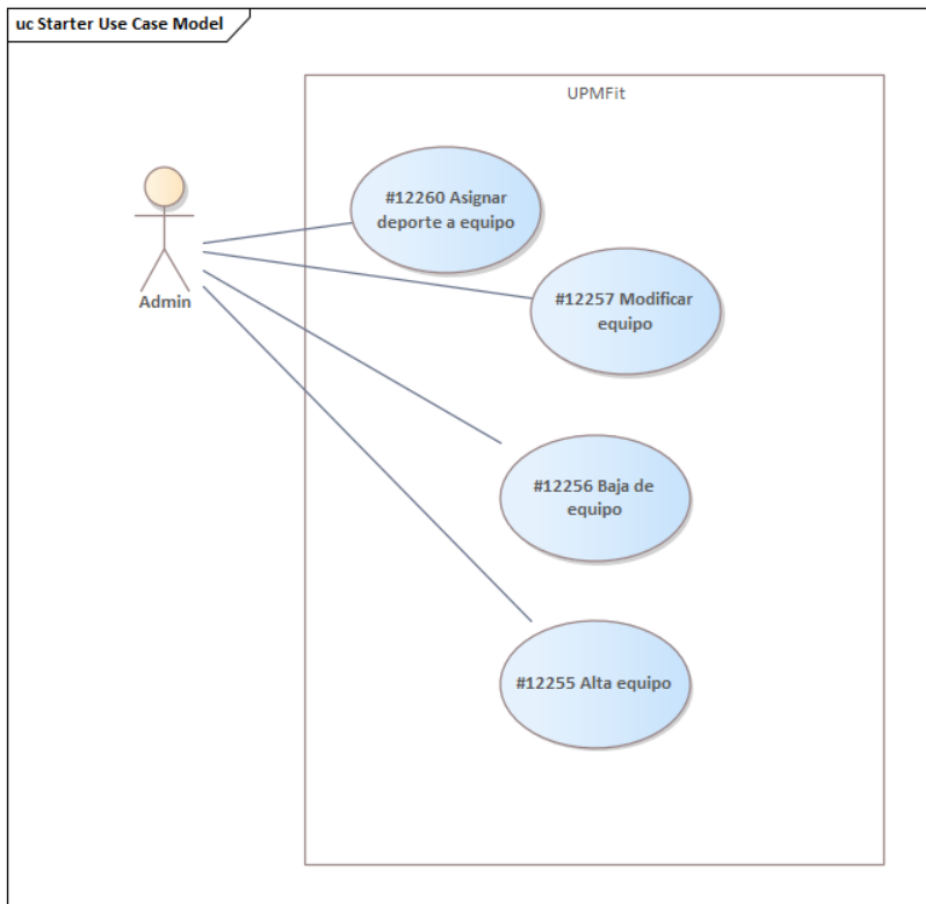 uc Starter Use Case Model
UPMFit
#12260 Asignar
deporte a equipo
#12257 Modificar
equipo
Admin
#12256 Baja de
equipo
#12255 Alta equipo